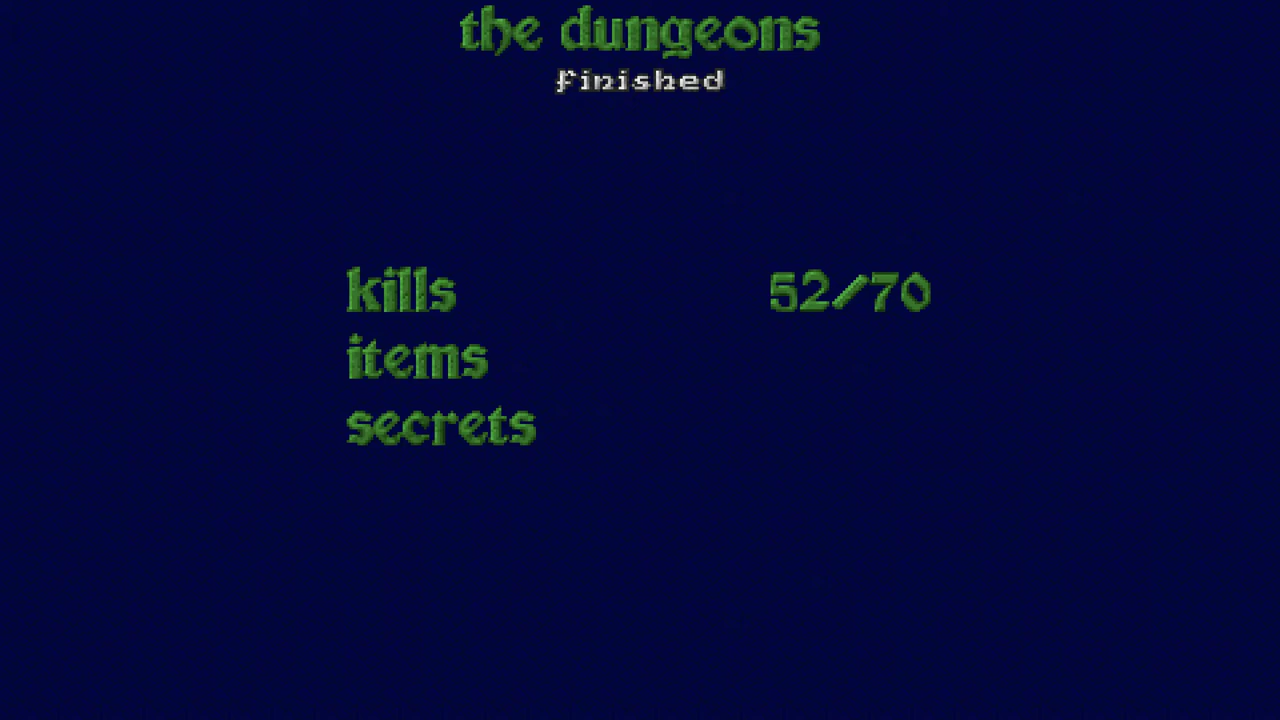 the dungeons
finished
kills 52/70
items
secrets